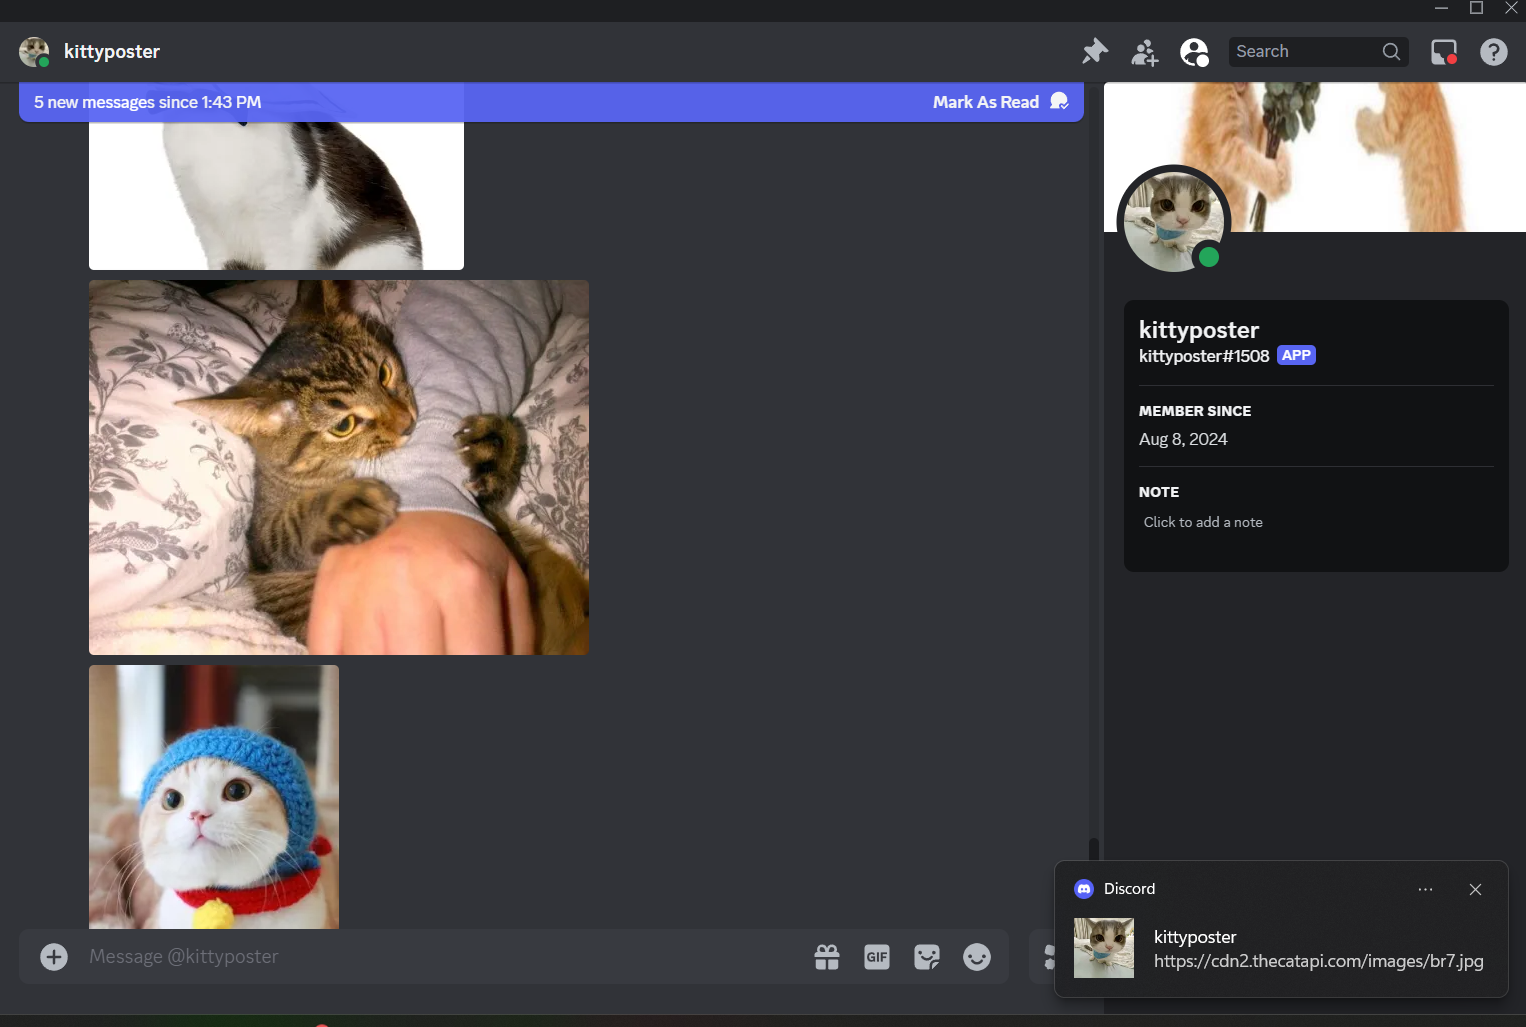 kittyposter
Search
5 new messages since 1:43 PM
Mark As Read
kittyposter
kittyposter#1508 APP
MEMBER SINCE
Aug 8, 2024
NOTE
Click to add a note
Message @kittyposter
GIF
Discord
kittyposter
https://cdn2.thecatapi.com/images/br7.jpg